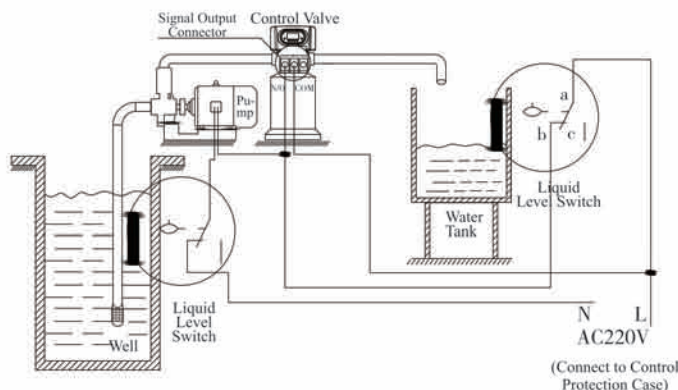 Signal Output
Connector
Control Valve
N/O
COM
Pu-
mp
a
b
c
Liquid
Level Switch
Water
Tank
Liquid
Level
Switch
Well
N
L
AC220V
(Connect to Control
Protection Case)